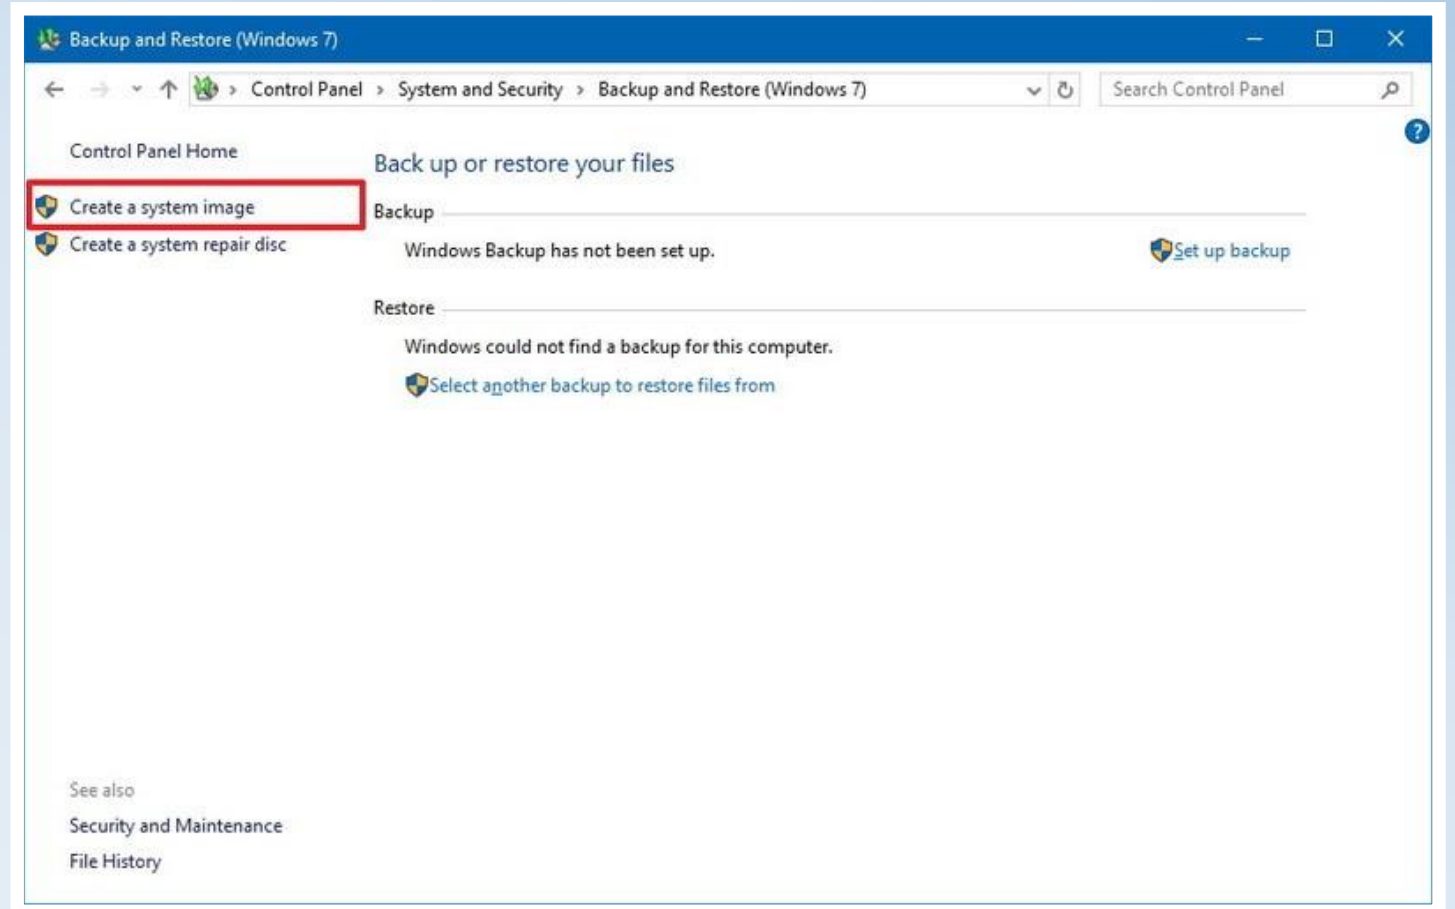 Backup and Restore (Windows 7)
Control Panel > System and Security > Backup and Restore (Windows 7)
Search Control Panel
?
Control Panel Home
Create a system image
Create a system repair disc
Back up or restore your files
Backup
Windows Backup has not been set up.
Set up backup
Restore
Windows could not find a backup for this computer.
Select another backup to restore files from
See also
Security and Maintenance
File History